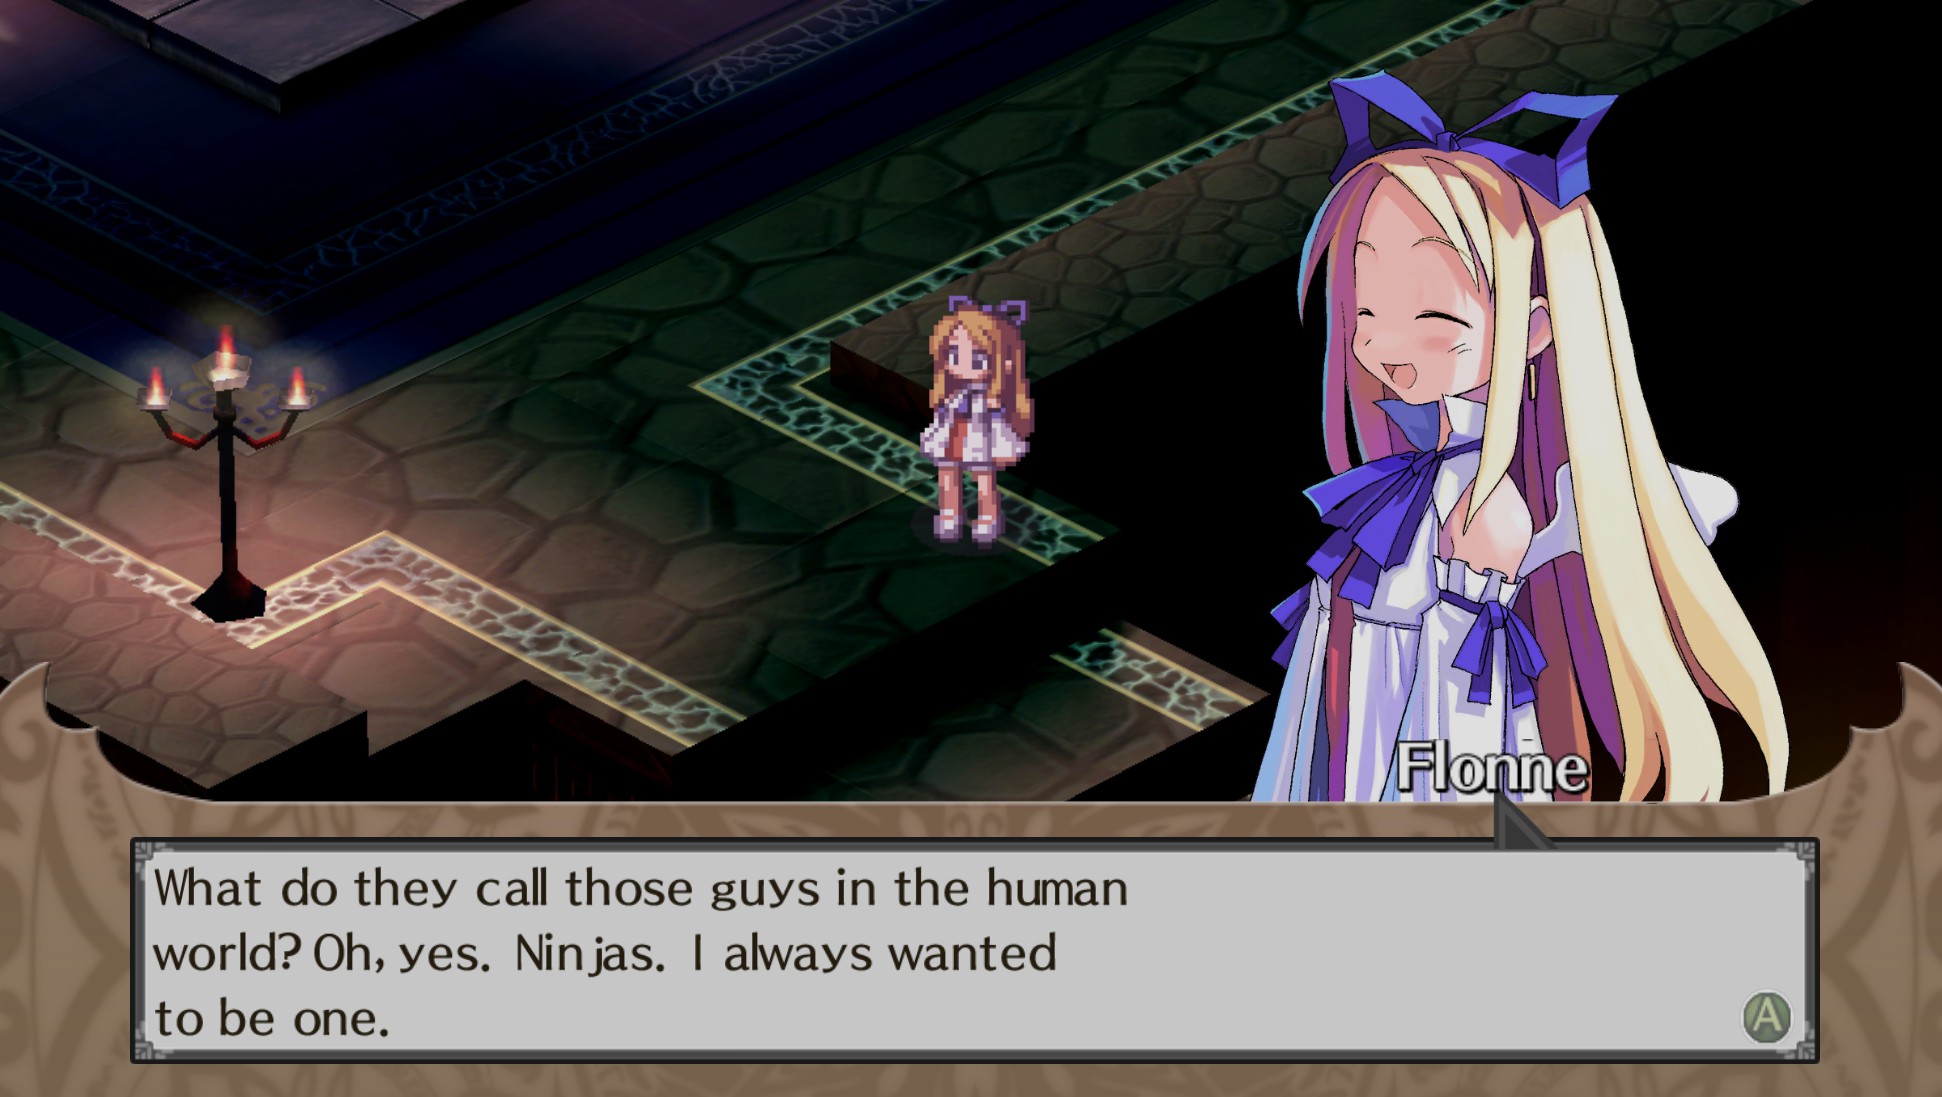 Flonne
What do they call those guys in the human
world? Oh, yes. Ninjas. I always wanted
to be one.
A